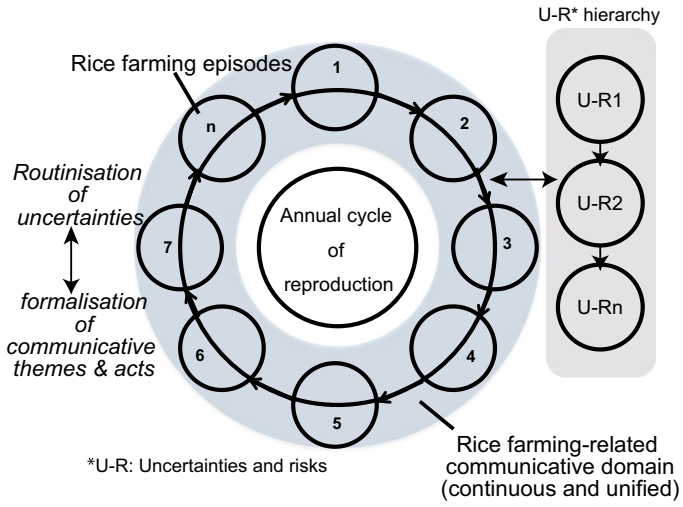 U-R* hierarchy
Rice farming episodes
1
2
3
4
5
6
7
n
U-R1
U-R2
U-Rn
Routinisation
of
uncertainties
formalisation
of
communicative
themes & acts
Annual cycle
of
reproduction
*U-R: Uncertainties and risks
Rice farming-related
communicative domain
(continuous and unified)